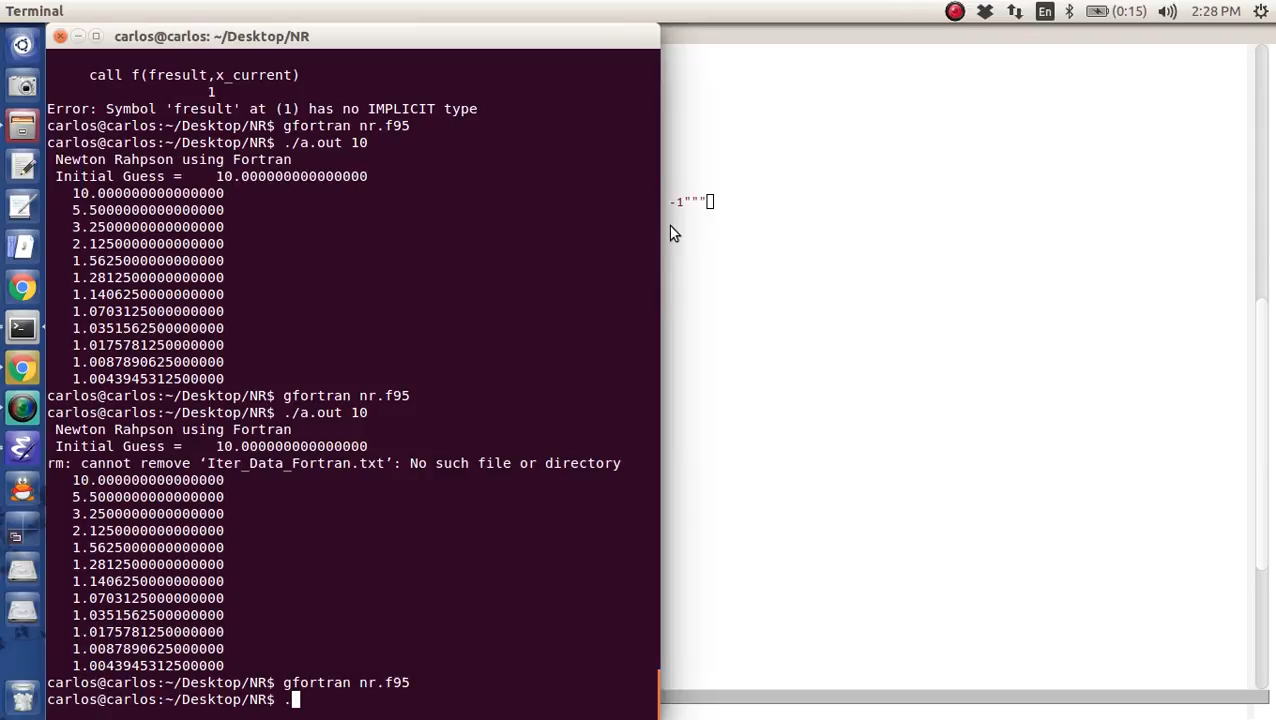 Terminal
En
(0:15)
2:28 PM
carlos@carlos: ~/Desktop/NR
call f(fresult,x_current)
1
Error: Symbol 'fresult' at (1) has no IMPLICIT type
carlos@carlos:~/Desktop/NR$ gfortran nr.f95
carlos@carlos:~/Desktop/NR$ ./a.out 10
Newton Rahpson using Fortran
Initial Guess =    10.000000000000000
10.000000000000000
5.5000000000000000
3.2500000000000000
2.1250000000000000
1.5625000000000000
1.2812500000000000
1.1406250000000000
1.0703125000000000
1.0351562500000000
1.0175781250000000
1.0087890625000000
1.0043945312500000
carlos@carlos:~/Desktop/NR$ gfortran nr.f95
carlos@carlos:~/Desktop/NR$ ./a.out 10
Newton Rahpson using Fortran
Initial Guess =    10.000000000000000
rm: cannot remove ‘Iter_Data_Fortran.txt’: No such file or directory
10.000000000000000
5.5000000000000000
3.2500000000000000
2.1250000000000000
1.5625000000000000
1.2812500000000000
1.1406250000000000
1.0703125000000000
1.0351562500000000
1.0175781250000000
1.0087890625000000
1.0043945312500000
carlos@carlos:~/Desktop/NR$ gfortran nr.f95
carlos@carlos:~/Desktop/NR$ .
-1"""